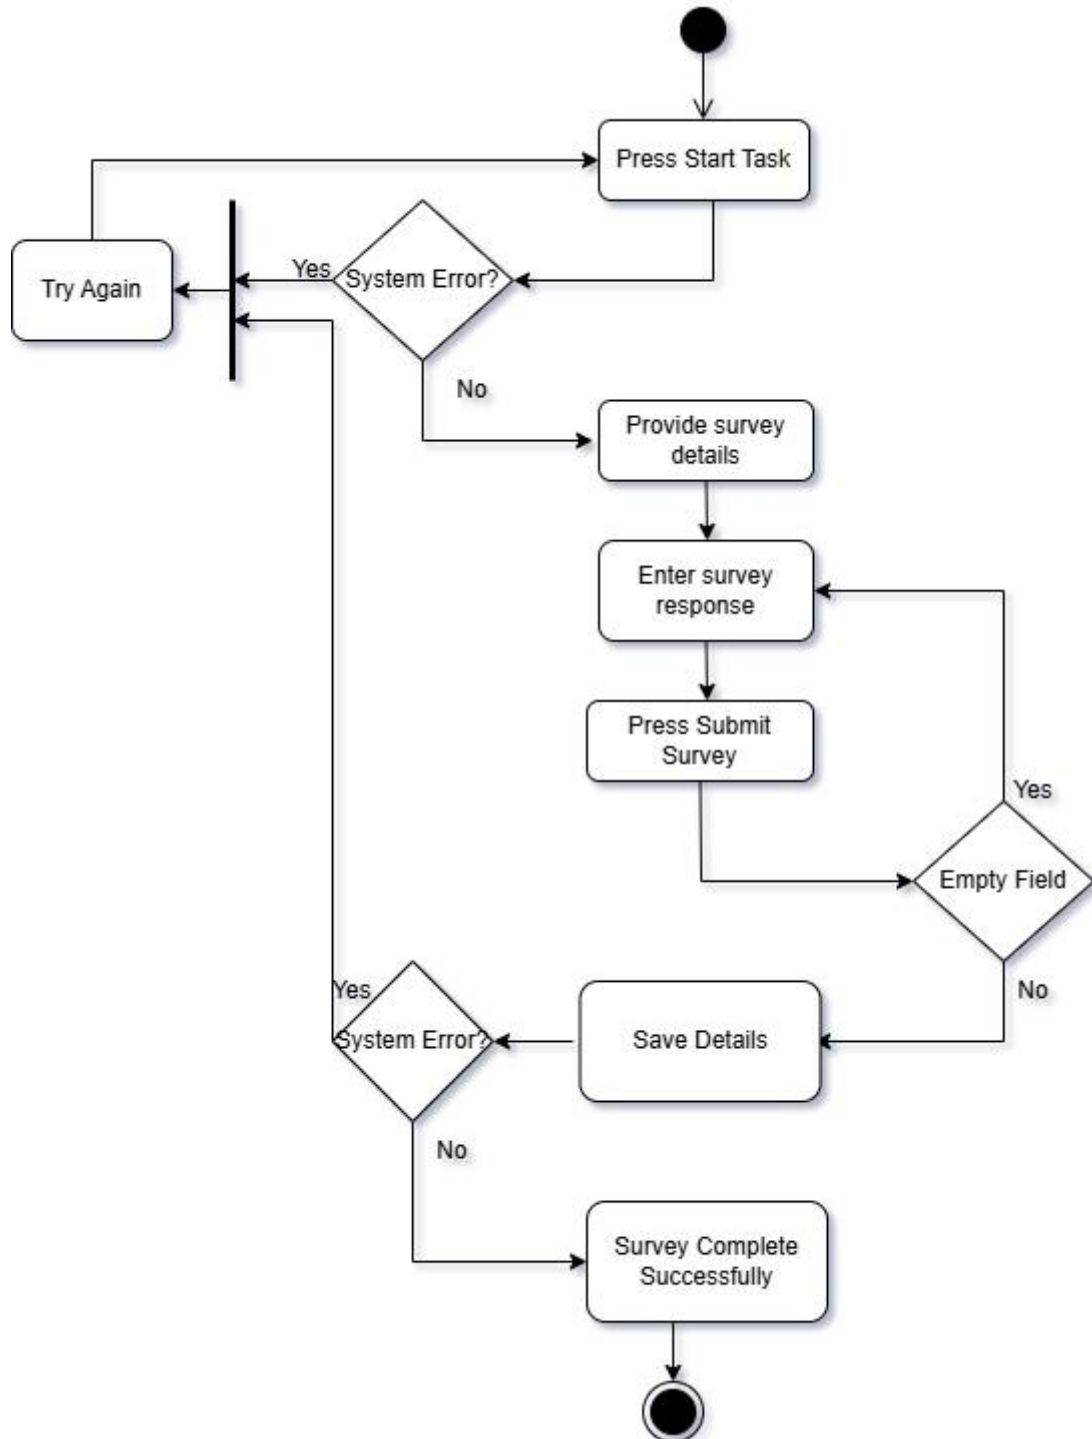 Press Start Task
Try Again
Yes
System Error?
No
Provide survey
details
Enter survey
response
Press Submit
Survey
Yes
Empty Field
No
Save Details
Yes
System Error?
No
Survey Complete
Successfully